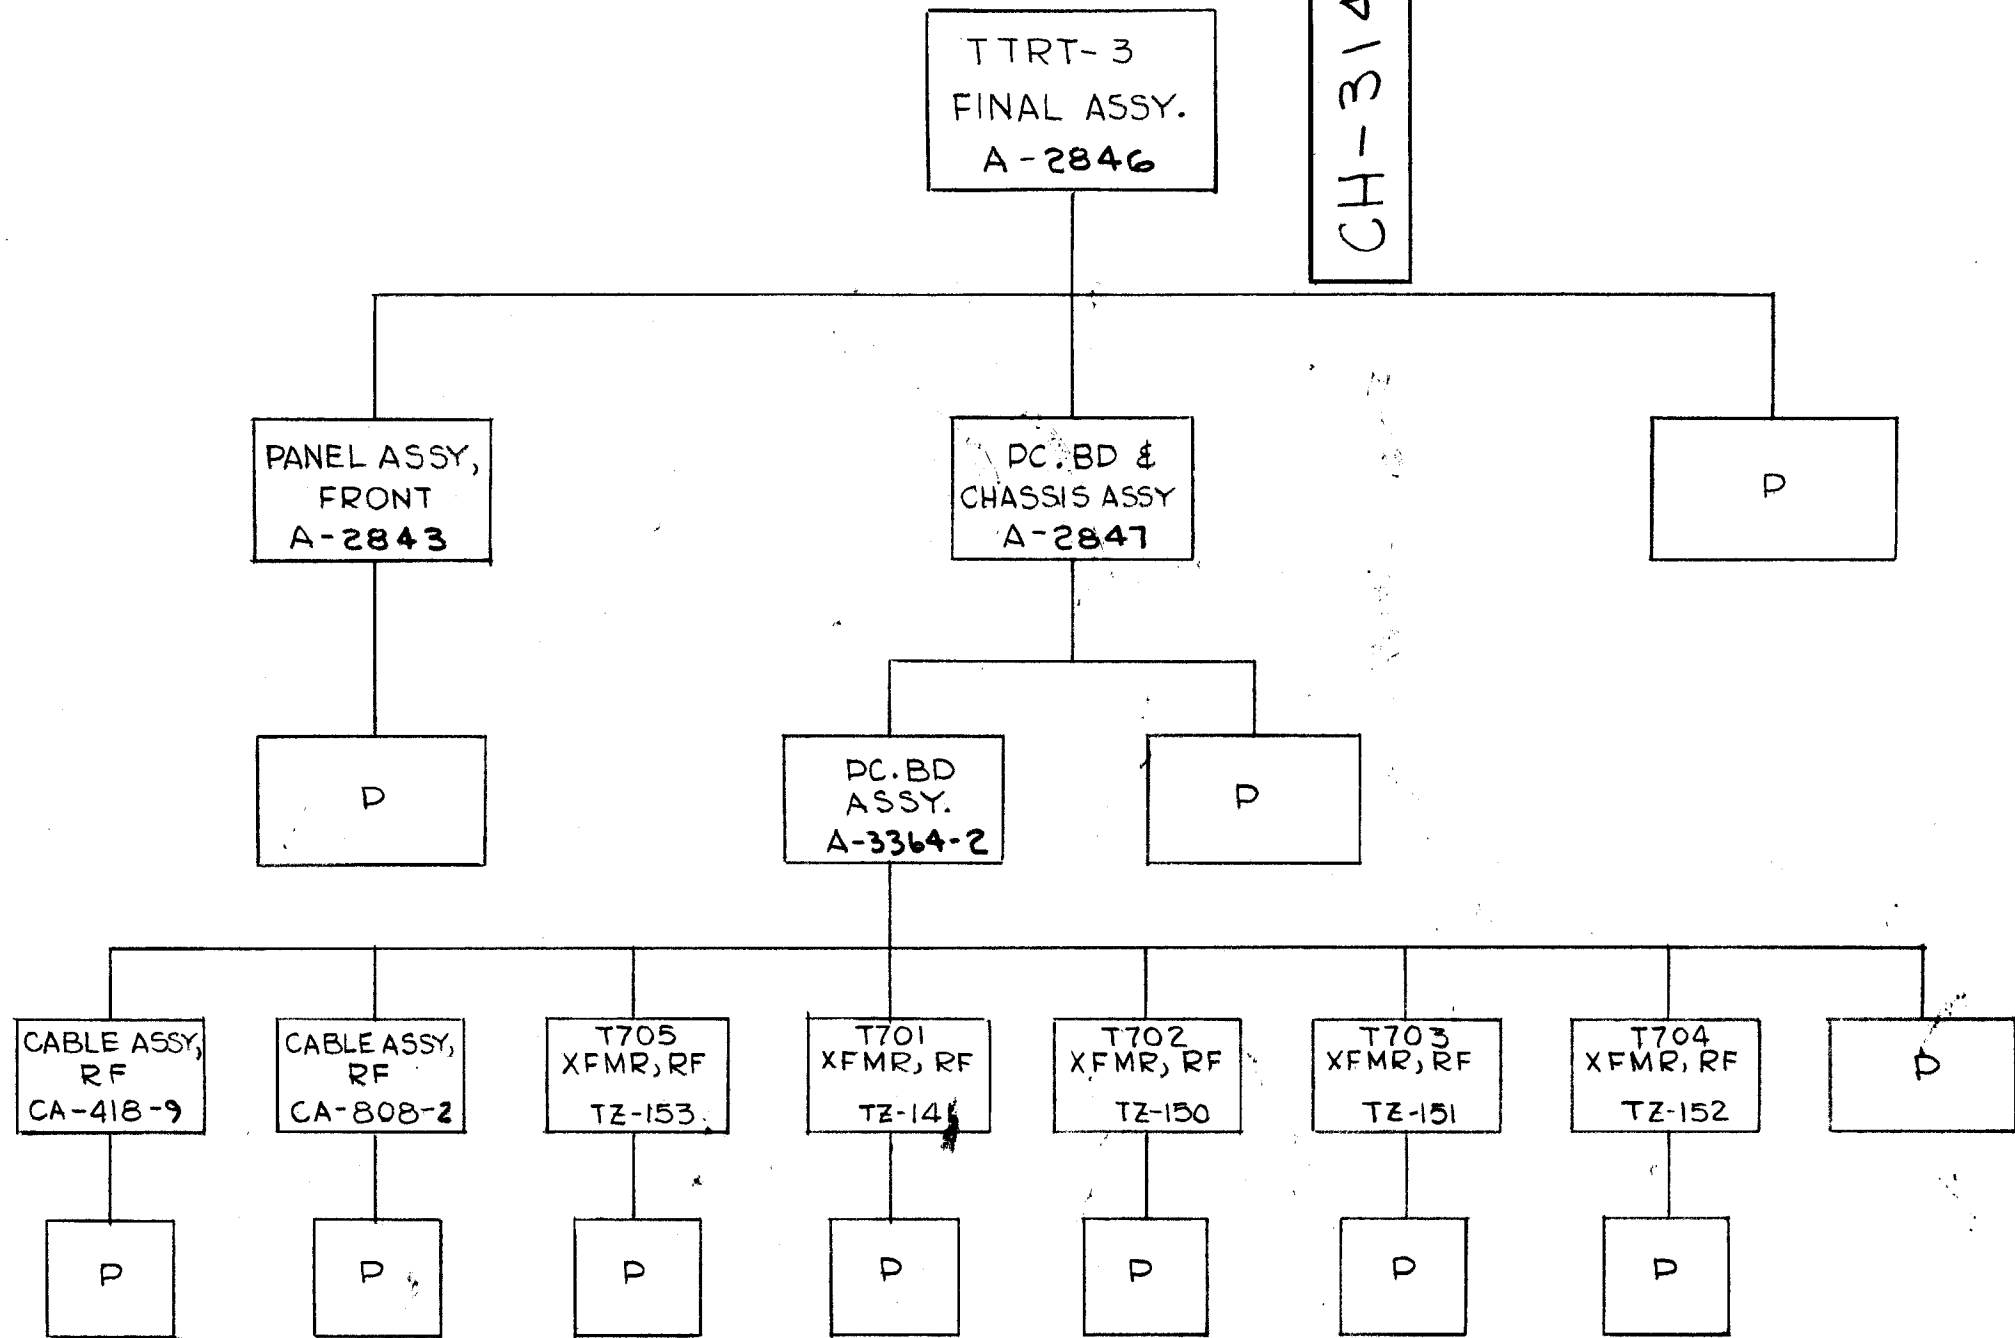 TTRT-3
FINAL ASSY.
A-2846
CH-314
PANEL ASSY,
FRONT
A-2843
PC.BD &
CHASSIS ASSY
A-2847
P
P
PC.BD
ASSY.
A-3364-2
P
CABLE ASSY,
RF
CA-418-9
CABLE ASSY,
RF
CA-808-2
T705
XFMR, RF
TZ-153
T701
XFMR, RF
T702
XFMR, RF
TZ-150
T703
XFMR, RF
TZ-151
T704
XFMR, RF
TZ-152
P
P
P
P
P
P
P
P